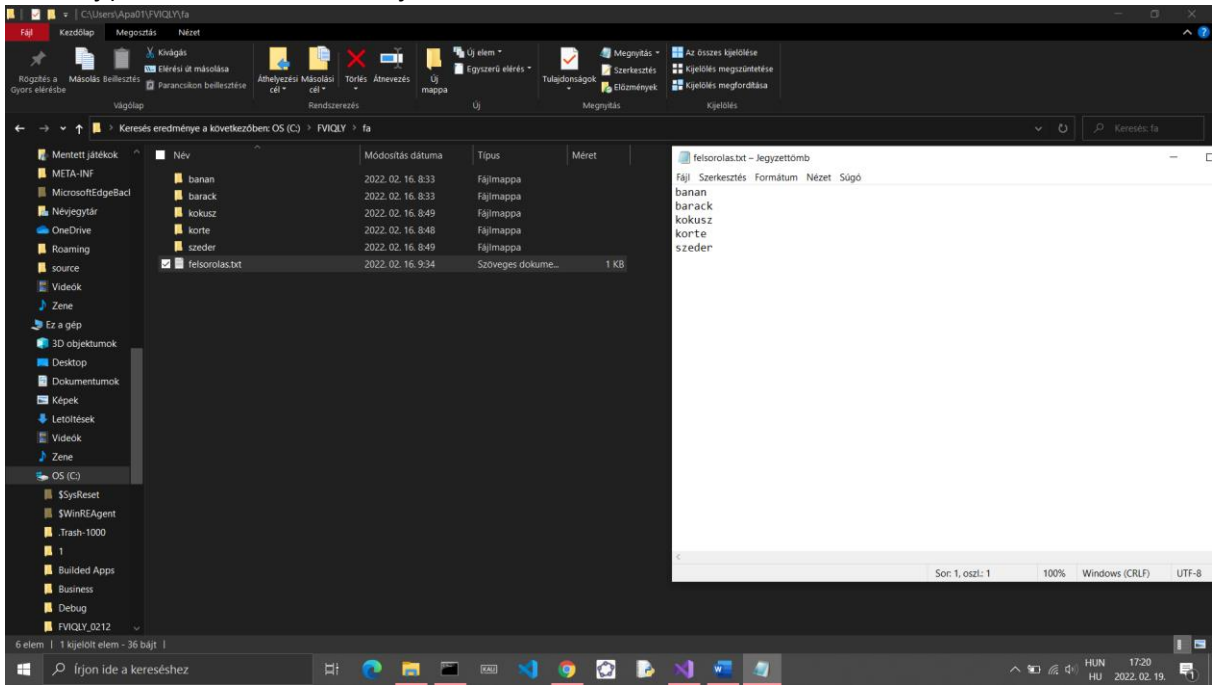 C:\Users\Apa01\FVIQLY\fa
Fájl Kezdőlap Megosztás Nézet
Rögzítés a Gyors elérésbe
Másolás
Beillesztés
Kivágás
Elérési út másolása
Parancsikon beillesztése
Vágólap
Áthelyezési cél
Másolási cél
Törlés
Átnevezés
Új mappa
Rendszerezés
Új elem
Egyszerű elérés
Új
Tulajdonságok
Megnyitás
Szerkesztés
Előzmények
Megnyitás
Az összes kijelölése
Kijelölés megszüntetése
Kijelölés megfordítása
Kijelölés
Keresés eredménye a következőben: OS (C:) > FVIQLY > fa
Keresés: fa
Mentett játékok
META-INF
MicrosoftEdgeBacl
Névjegytár
OneDrive
Roaming
source
Videók
Zene
Ez a gép
3D objektumok
Desktop
Dokumentumok
Képek
Letöltések
Videók
Zene
OS (C:)
$SysReset
$WinREAgent
.Trash-1000
1
Builded Apps
Business
Debug
FVIQLY_0212
Név Módosítás dátuma Típus Méret
banan 2022. 02. 16. 8:33 Fájlmappa
barack 2022. 02. 16. 8:33 Fájlmappa
kokusz 2022. 02. 16. 8:49 Fájlmappa
korte 2022. 02. 16. 8:48 Fájlmappa
szeder 2022. 02. 16. 8:49 Fájlmappa
felsorolas.txt 2022. 02. 16. 9:34 Szöveges dokume... 1 KB
felsorolas.txt – Jegyzettömb
Fájl Szerkesztés Formátum Nézet Súgó
banan
barack
kokusz
korte
szeder
Sor: 1, oszl.: 1 100% Windows (CRLF) UTF-8
6 elem | 1 kijelölt elem - 36 bájt |
Írjon ide a kereséshez
KALI
HUN
HU
17:20
2022. 02. 19.
1